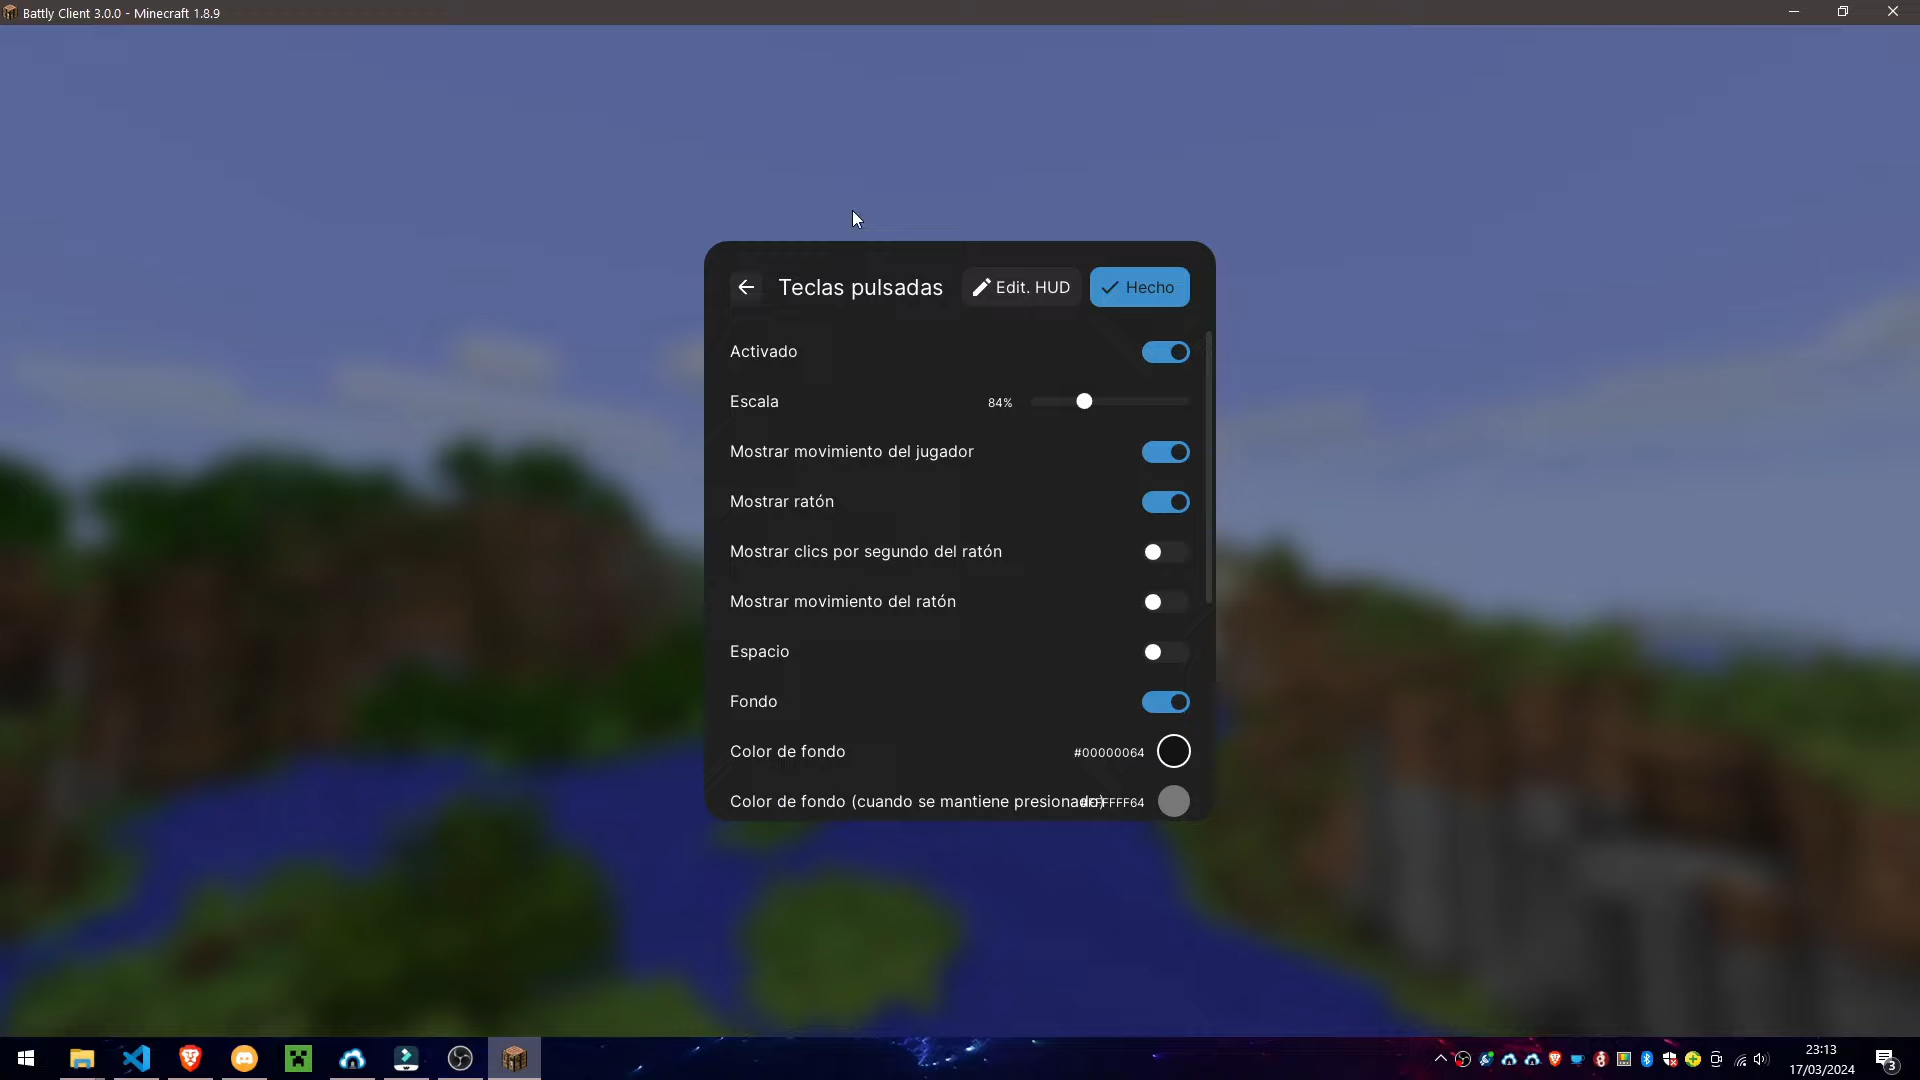 Battly Client 3.0.0 - Minecraft 1.8.9
Teclas pulsadas
Edit. HUD
Hecho
Activado
Escala 84%
Mostrar movimiento del jugador
Mostrar ratón
Mostrar clics por segundo del ratón
Mostrar movimiento del ratón
Espacio
Fondo
Color de fondo #00000064
Color de fondo (cuando se mantiene presionado) #FFFFFF64
23:13
17/03/2024
3